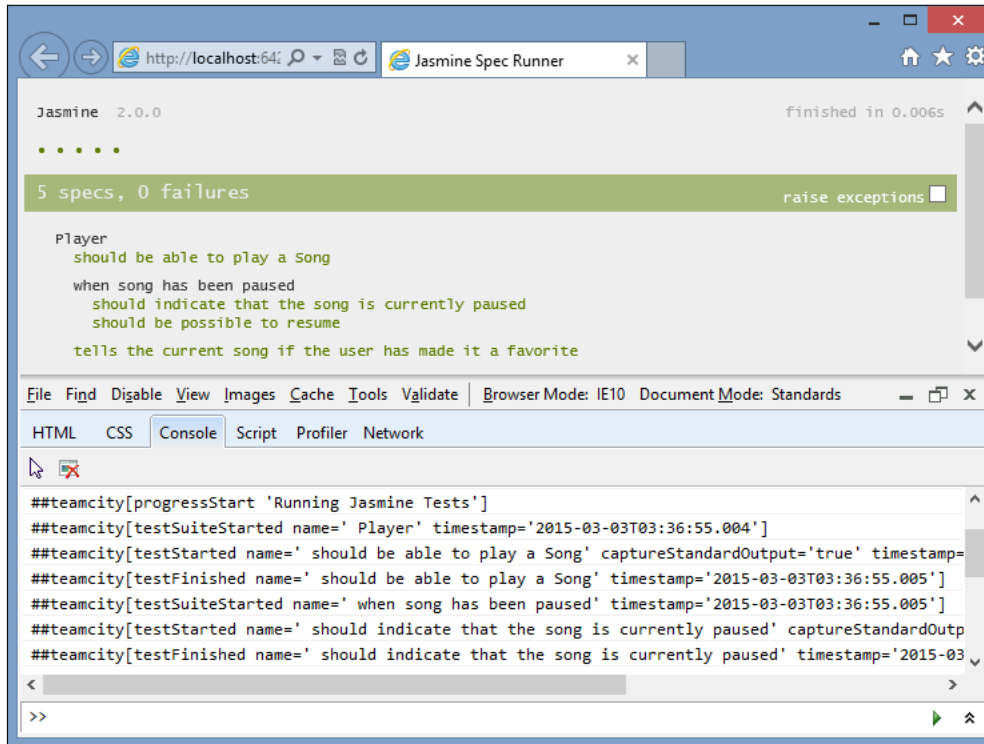 http://localhost:642
Jasmine Spec Runner
Jasmine 2.0.0 finished in 0.006s
• • • • •
5 specs, 0 failures raise exceptions
Player
should be able to play a Song
when song has been paused
should indicate that the song is currently paused
should be possible to resume
tells the current song if the user has made it a favorite
File Find Disable View Images Cache Tools Validate Browser Mode: IE10 Document Mode: Standards
HTML CSS Console Script Profiler Network
##teamcity[progressStart 'Running Jasmine Tests']
##teamcity[testSuiteStarted name=' Player' timestamp='2015-03-03T03:36:55.004']
##teamcity[testStarted name=' should be able to play a Song' captureStandardOutput='true' timestamp=
##teamcity[testFinished name=' should be able to play a Song' timestamp='2015-03-03T03:36:55.005']
##teamcity[testSuiteStarted name=' when song has been paused' timestamp='2015-03-03T03:36:55.005']
##teamcity[testStarted name=' should indicate that the song is currently paused' captureStandardOutp
##teamcity[testFinished name=' should indicate that the song is currently paused' timestamp='2015-03
>>